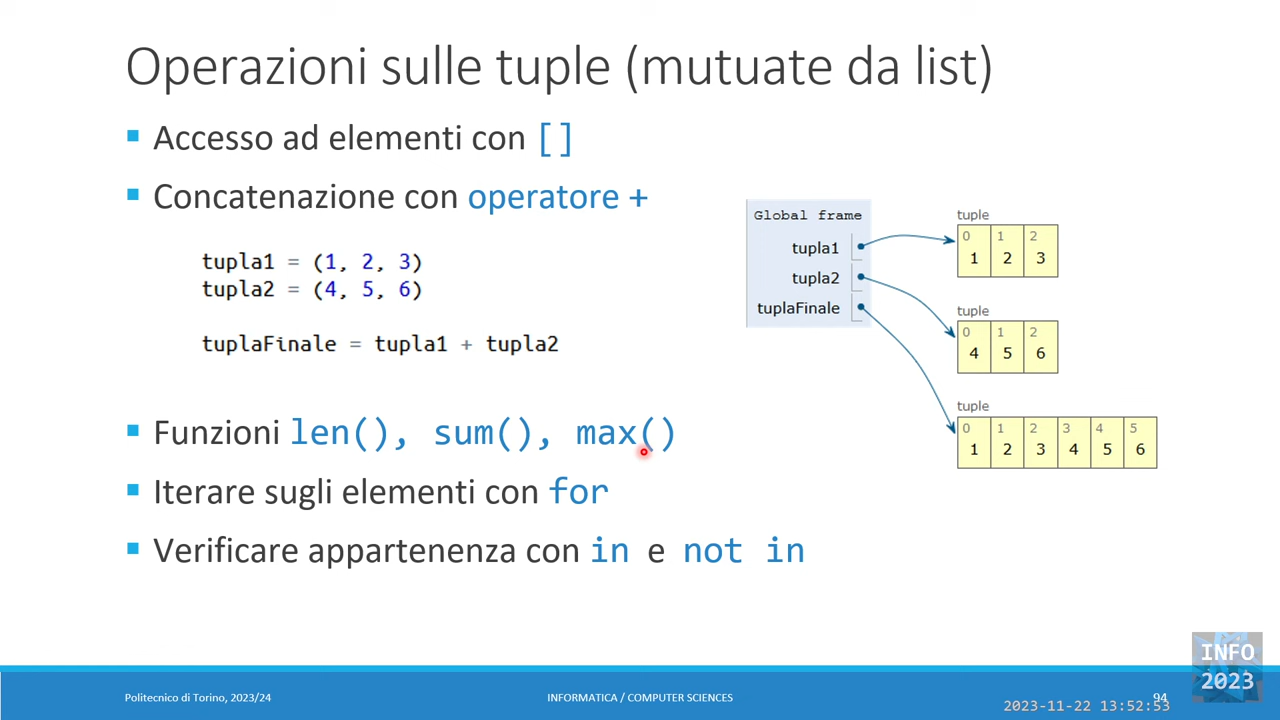 Operazioni sulle tuple (mutuate da list)
Accesso ad elementi con []
Concatenazione con operatore +
tupla1 = (1, 2, 3)
tupla2 = (4, 5, 6)
tuplaFinale = tupla1 + tupla2
Global frame
tupla1
tupla2
tuplaFinale
tuple
0 1 2
1 2 3
tuple
0 1 2
4 5 6
tuple
0 1 2 3 4 5
1 2 3 4 5 6
Funzioni len(), sum(), max()
Iterare sugli elementi con for
Verificare appartenenza con in e not in
INFO
2023
Politecnico di Torino, 2023/24
INFORMATICA / COMPUTER SCIENCES
94
2023-11-22 13:52:53